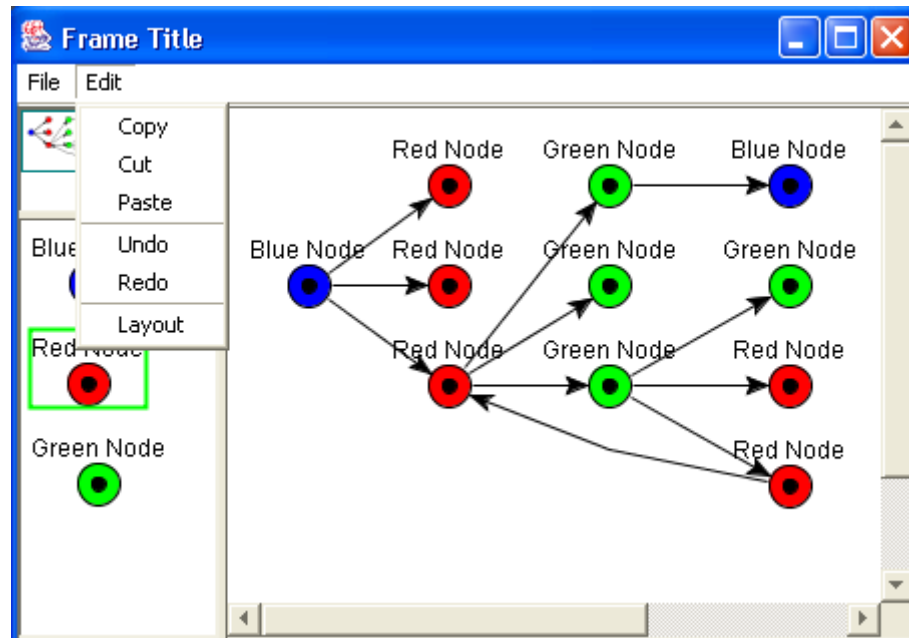 Frame Title
File Edit
Copy
Cut
Paste
Undo
Redo
Layout
Blue
Red Node
Green Node
Red Node Green Node Blue Node
Blue Node Red Node Green Node Green Node
Red Node Green Node Red Node
Red Node